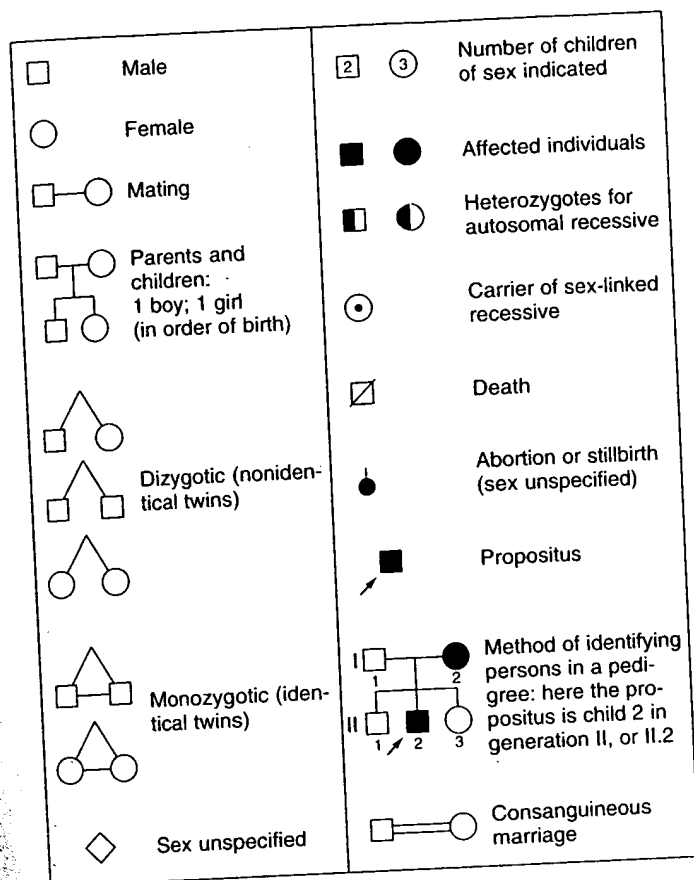 Male
Female
Mating
Parents and
children:
1 boy; 1 girl
(in order of birth)
Dizygotic (noniden-
tical twins)
Monozygotic (iden-
tical twins)
Sex unspecified
2 3
Number of children
of sex indicated
Affected individuals
Heterozygotes for
autosomal recessive
Carrier of sex-linked
recessive
Death
Abortion or stillbirth
(sex unspecified)
Propositus
I
1 2
II
1 2 3
Method of identifying
persons in a pedi-
gree: here the pro-
positus is child 2 in
generation II, or II.2
Consanguineous
marriage